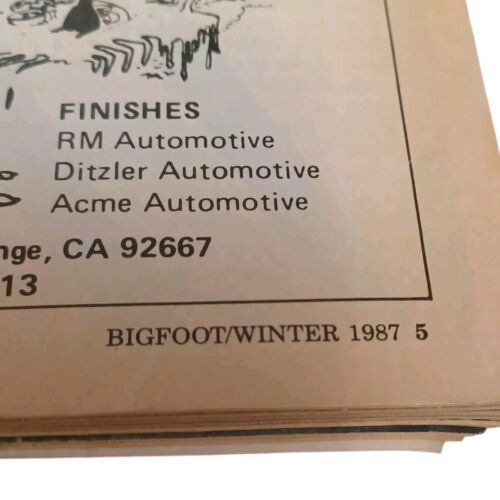 FINISHES
RM Automotive
Ditzler Automotive
Acme Automotive
nge, CA 92667
13
BIGFOOT/WINTER 1987 5